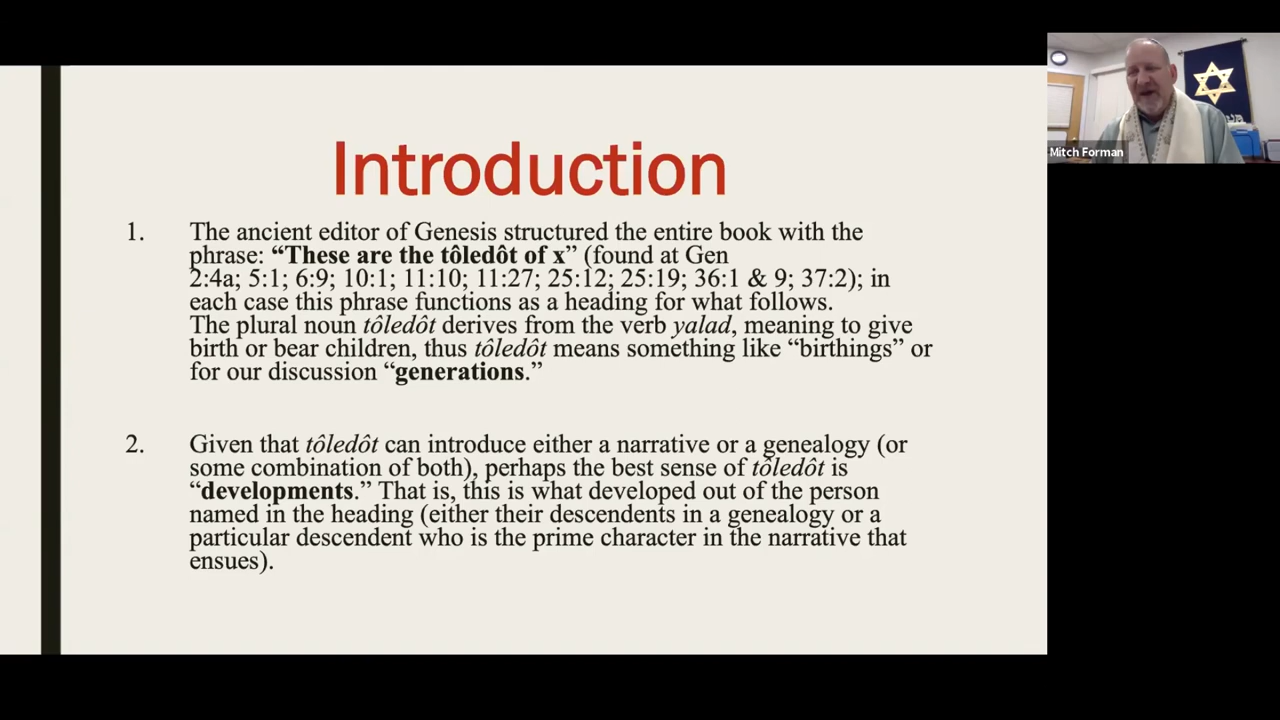 Introduction
1. The ancient editor of Genesis structured the entire book with the
phrase: “These are the tôledôt of x” (found at Gen
2:4a; 5:1; 6:9; 10:1; 11:10; 11:27; 25:12; 25:19; 36:1 & 9; 37:2); in
each case this phrase functions as a heading for what follows.
The plural noun tôledôt derives from the verb yalad, meaning to give
birth or bear children, thus tôledôt means something like “birthings” or
for our discussion “generations.”
2. Given that tôledôt can introduce either a narrative or a genealogy (or
some combination of both), perhaps the best sense of tôledôt is
“developments.” That is, this is what developed out of the person
named in the heading (either their descendents in a genealogy or a
particular descendent who is the prime character in the narrative that
ensues).
Mitch Forman